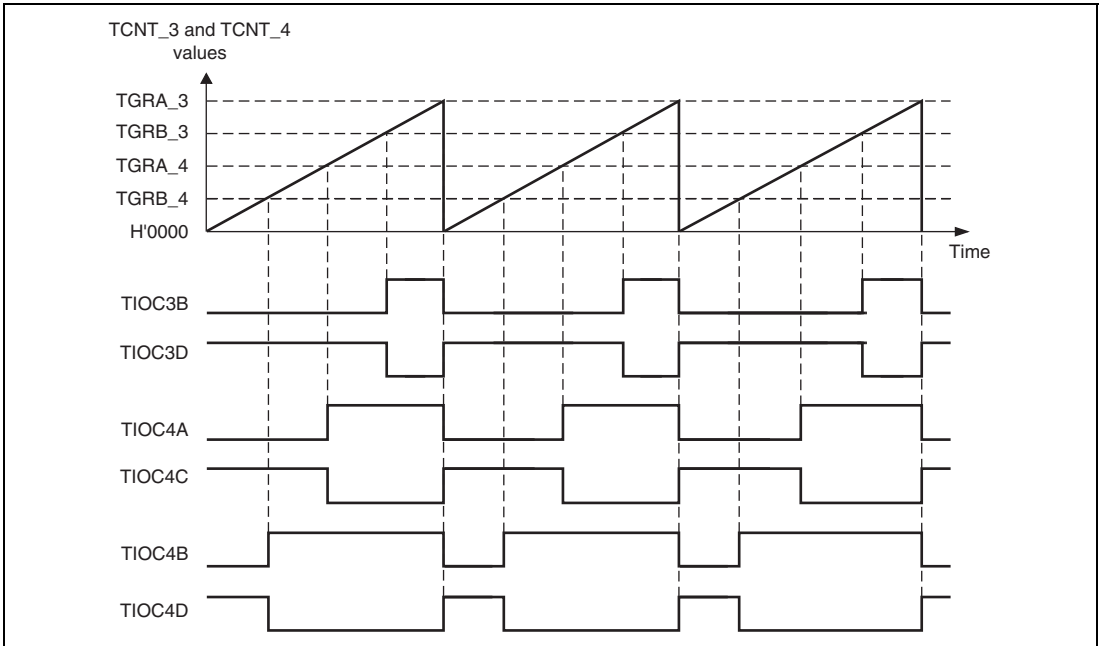 TCNT_3 and TCNT_4
values
TGRA_3
TGRB_3
TGRA_4
TGRB_4
H'0000
Time
TIOC3B
TIOC3D
TIOC4A
TIOC4C
TIOC4B
TIOC4D